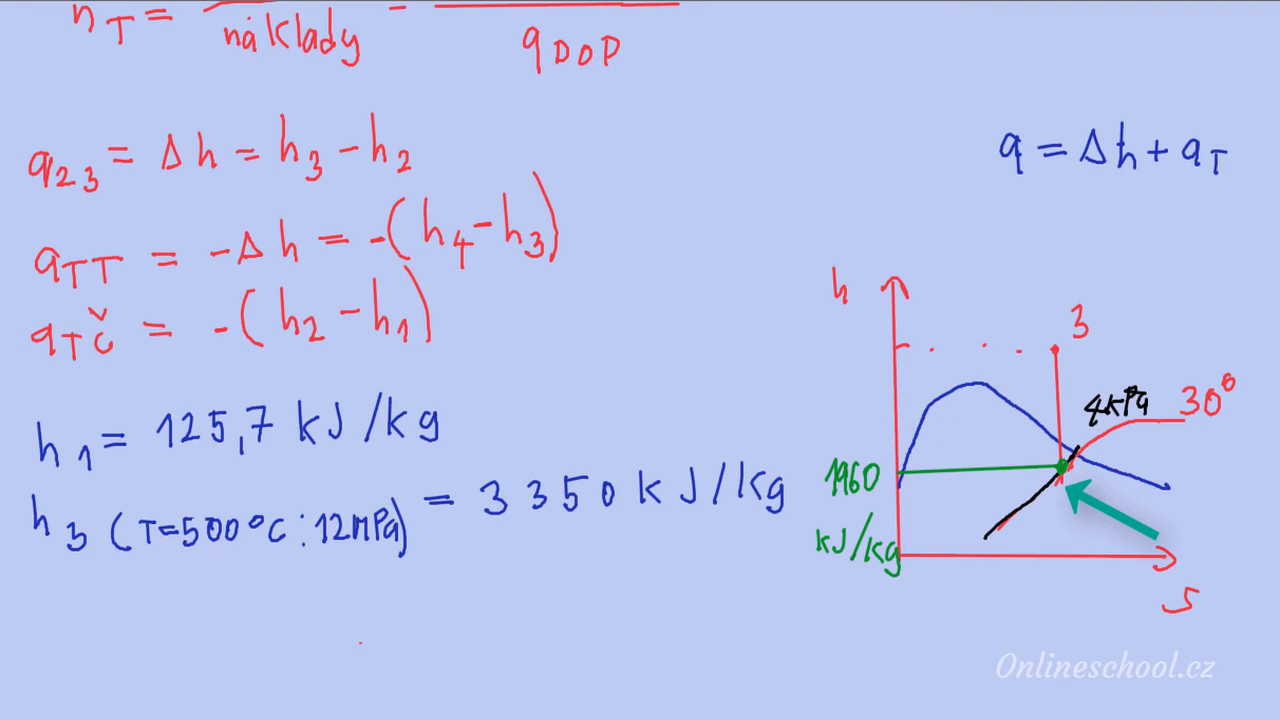 η_T = ‾‾‾‾ = ‾‾‾‾
náklady
q_DOP
q_23 = Δh = h_3 - h_2
q = Δh + a_T
a_TT = -Δh = -(h_4 - h_3)
a_TČ = -(h_2 - h_1)
h_1 = 125,7 kJ/kg
h_3 (T=500°C; 12MPa) = 3350 kJ/kg
h
3
4kPa
30°
1960
kJ/kg
s
Onlineschool.cz